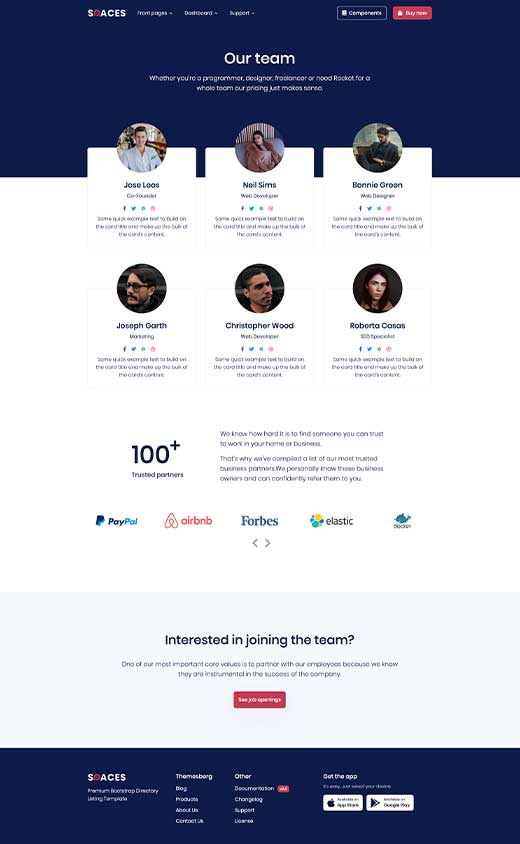 SPACES
Front pages
Dashboard
Support
Components
Buy now
Our team
Whether you're a programmer, designer, freelancer or need Rocket for a
whole team our pricing just makes sense.
Jose Leos
Co-Founder
Some quick example text to build on
the card title and make up the bulk of
the card's content.
Neil Sims
Web Developer
Some quick example text to build on
the card title and make up the bulk of
the card's content.
Bonnie Green
Web Designer
Some quick example text to build on
the card title and make up the bulk of
the card's content.
Joseph Garth
Marketing
Some quick example text to build on
the card title and make up the bulk of
the card's content.
Christopher Wood
Web Developer
Some quick example text to build on
the card title and make up the bulk of
the card's content.
Roberta Casas
SEO Specialist
Some quick example text to build on
the card title and make up the bulk of
the card's content.
100+
Trusted partners
We know how hard it is to find someone you can trust
to work in your home or business.
That's why we've compiled a list of our most trusted
business partners.We personally know these business
owners and can confidently refer them to you.
PayPal
airbnb
Forbes
elastic
docker
Interested in joining the team?
One of our most important core values is to partner with our employees because we know
they are instrumental in the success of the company.
See job openings
SPACES
Premium Bootstrap Directory
Listing Template
Themesberg
Blog
Products
About Us
Contact Us
Other
Documentation
Changelog
Support
License
Get the app
It's easy. Just select your device.
Available on
App Store
Available on
Google Play